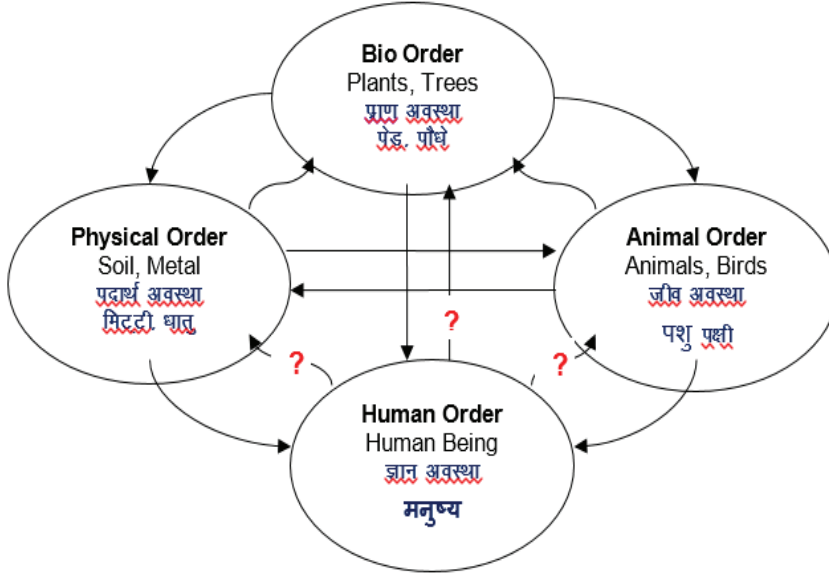 Bio Order
Plants, Trees
प्राण अवस्था
पेड़, पौधे
Physical Order
Soil, Metal
पदार्थ अवस्था
मिट्टी, धातु
Animal Order
Animals, Birds
जीव अवस्था
पशु पक्षी
?
?
?
Human Order
Human Being
ज्ञान अवस्था
मनुष्य